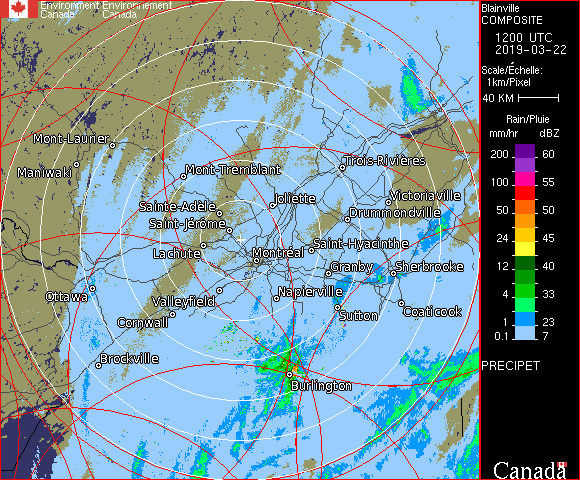 Environment Environnement
Canada Canada
Blainville
COMPOSITE
1200 UTC
2019-03-22
Scale/Échelle:
1km/Pixel
40 KM
Rain/Pluie
mm/hr dBZ
200 60
100 55
50 50
24 45
12 40
4 33
1 23
0.1 7
PRECIPET
Canada
Mont-Laurier
Maniwaki
Mont-Tremblant
Trois-Rivières
Sainte-Adèle
Joliette
Victoriaville
Drummondville
Saint-Jérôme
Lachute
Montréal
Saint-Hyacinthe
Granby
Sherbrooke
Ottawa
Valleyfield
Napierville
Cornwall
Sutton
Coaticook
Brockville
Burlington